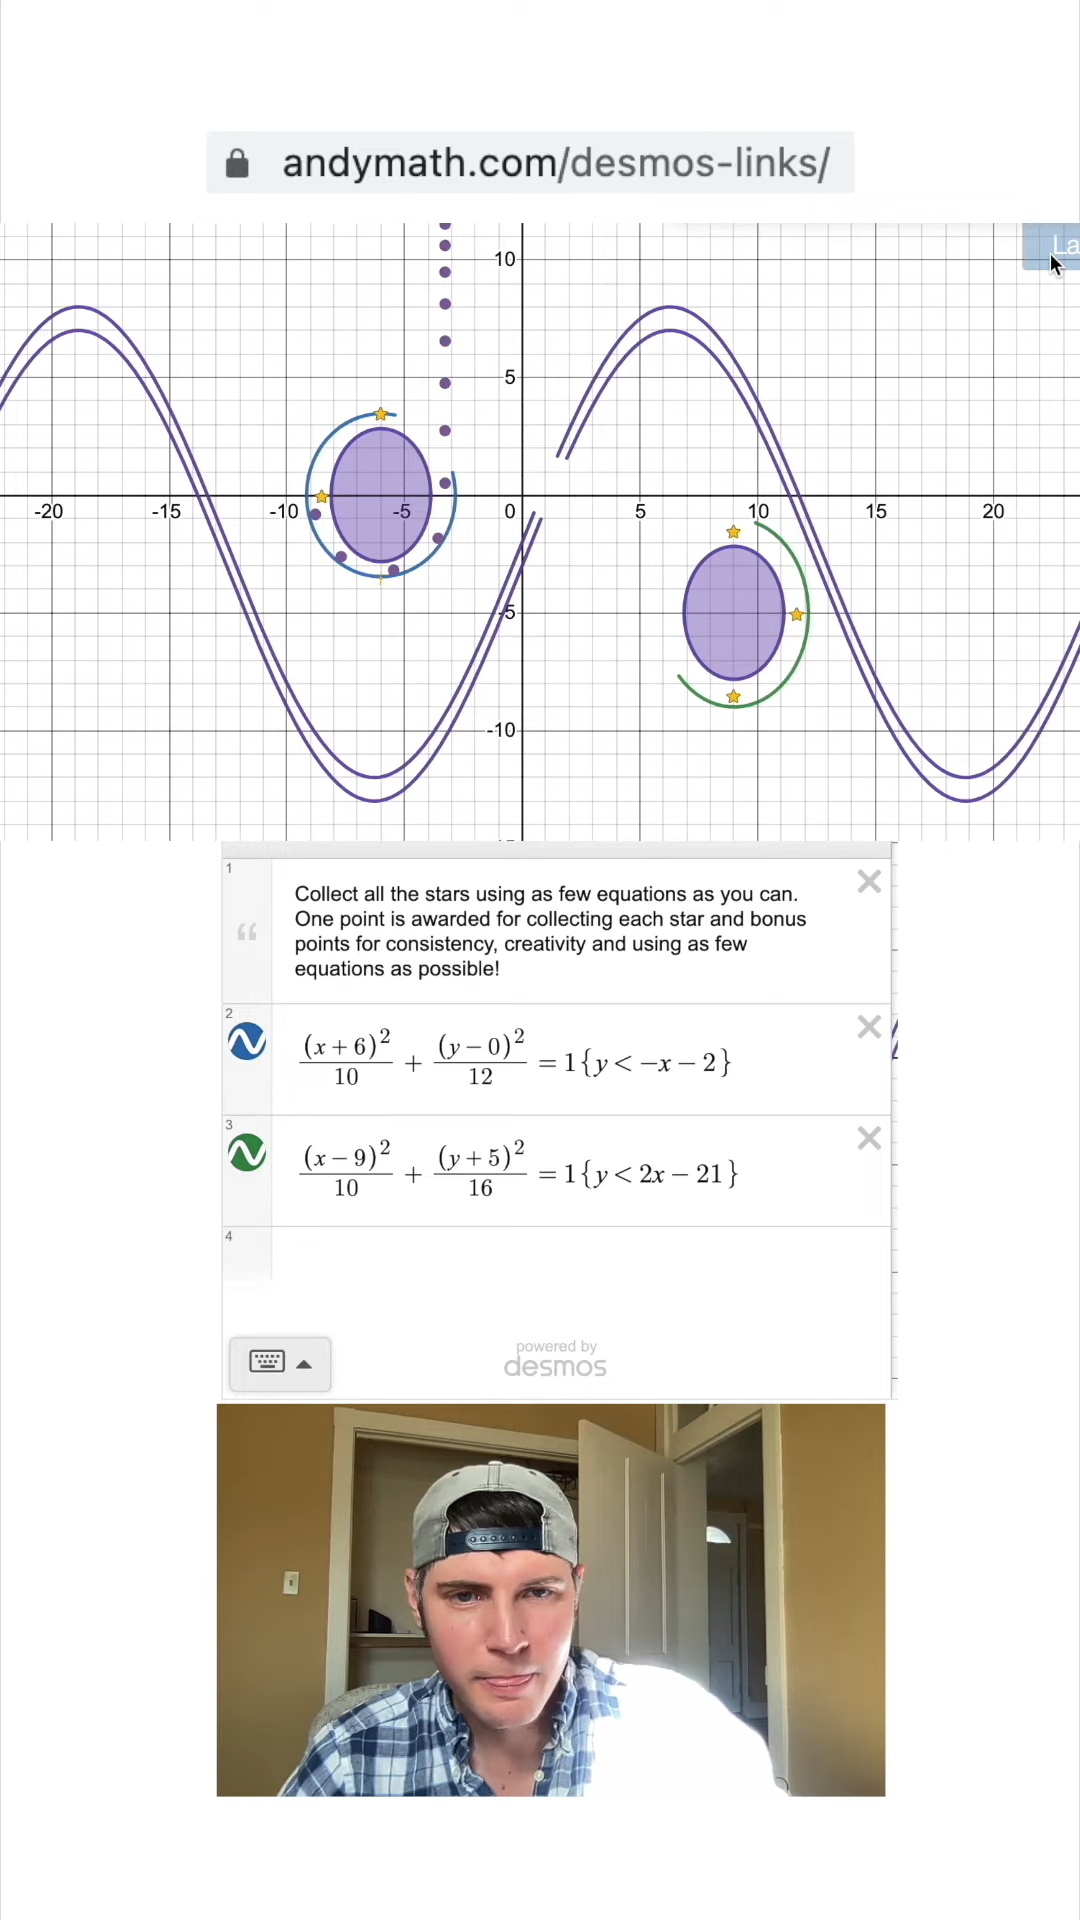 andymath.com/desmos-links/
La
10
5
-20
-15
-10
-5
0
5
10
15
20
-5
-10
1
Collect all the stars using as few equations as you can.
One point is awarded for collecting each star and bonus
points for consistency, creativity and using as few
equations as possible!
2
(x + 6)² / 10 + (y − 0)² / 12 = 1 {y < −x − 2}
3
(x − 9)² / 10 + (y + 5)² / 16 = 1 {y < 2x − 21}
4
powered by
desmos